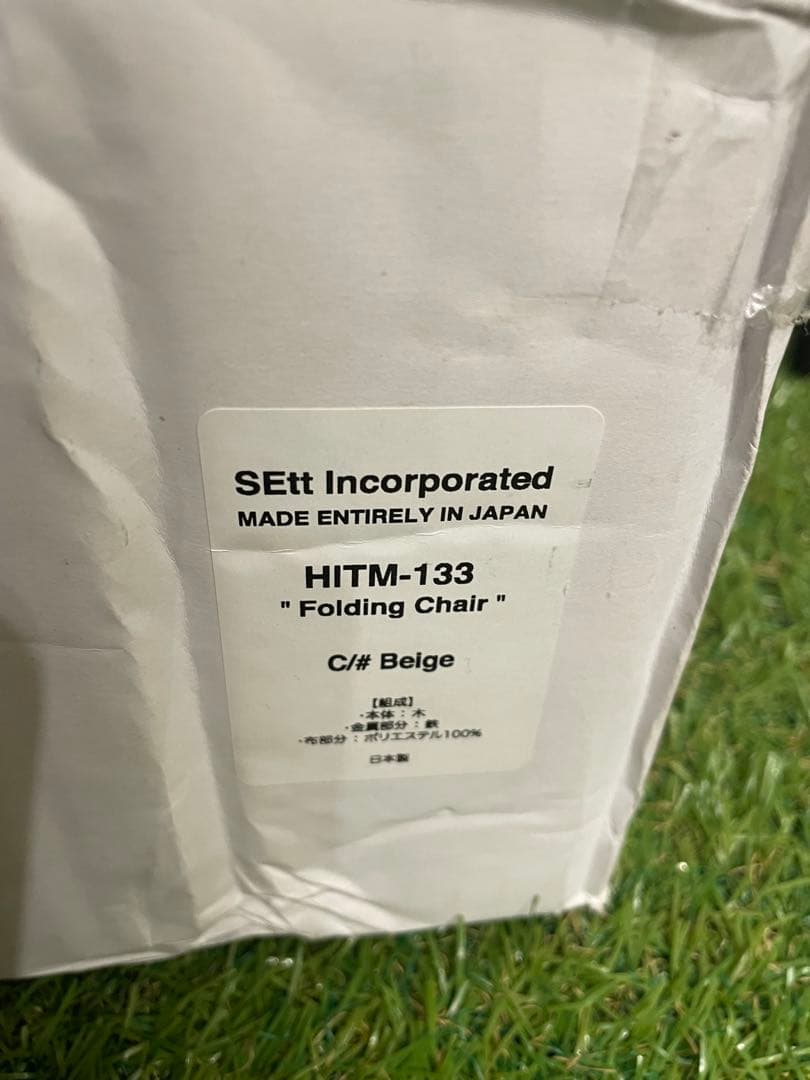 SEtt Incorporated
MADE ENTIRELY IN JAPAN
HITM-133
" Folding Chair "
C/# Beige
【組成】
・本体：木
・金属部分：鉄
・布部分：ポリエステル100%
日本製